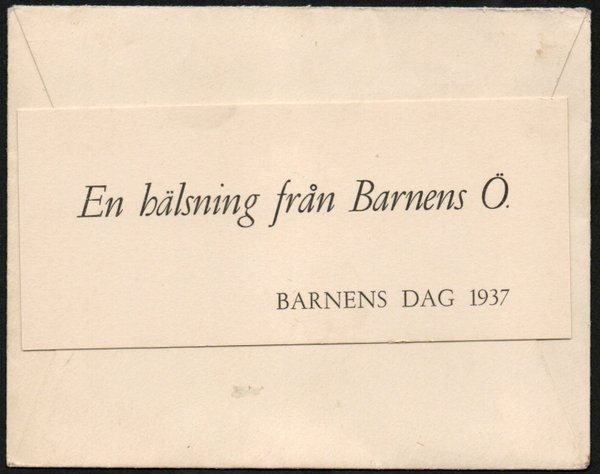 En hälsning från Barnens Ö.
BARNENS DAG 1937